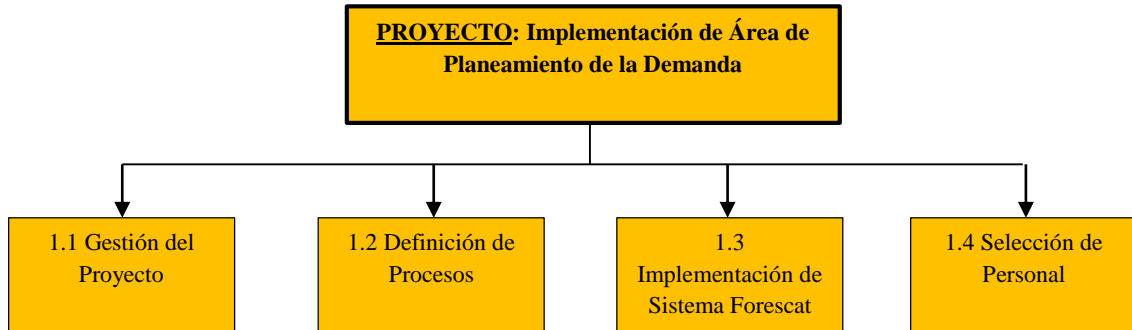 PROYECTO: Implementación de Área de
Planeamiento de la Demanda
1.1 Gestión del
Proyecto
1.2 Definición de
Procesos
1.3
Implementación de
Sistema Forescat
1.4 Selección de
Personal